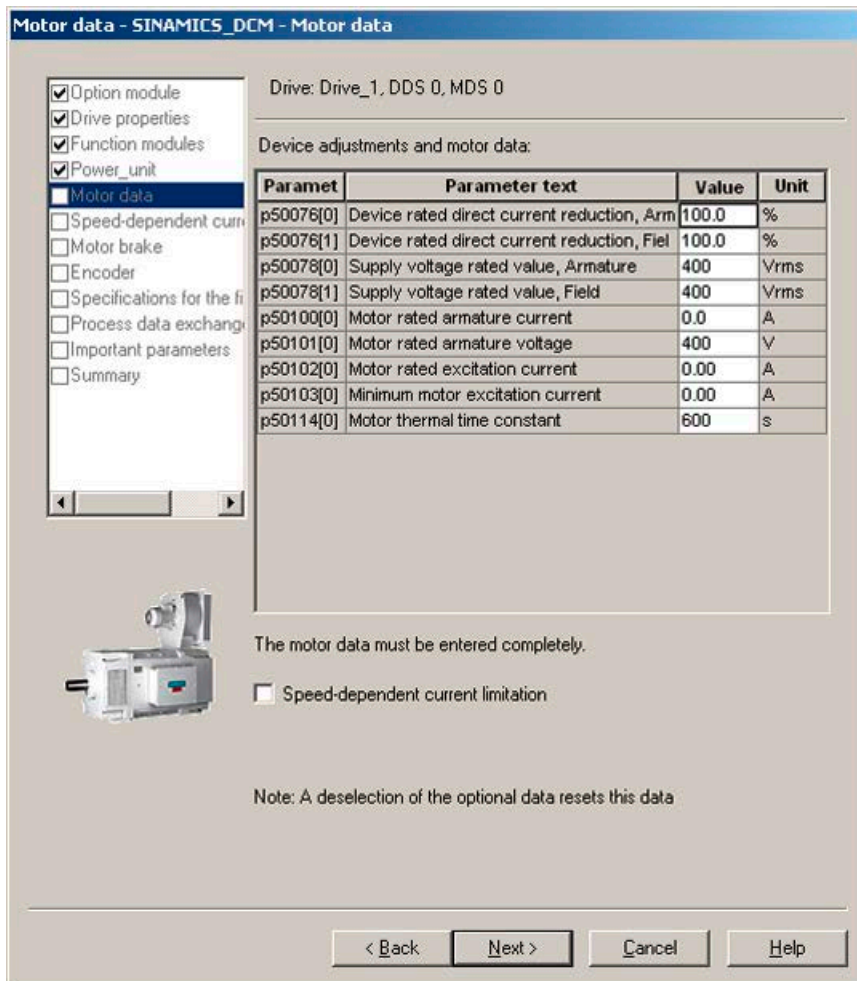 Motor data - SINAMICS_DCM - Motor data
Option module
Drive properties
Function modules
Power_unit
Motor data
Speed-dependent curr
Motor brake
Encoder
Specifications for the fi
Process data exchang
Important parameters
Summary
Drive: Drive_1, DDS 0, MDS 0
Device adjustments and motor data:
Paramet Parameter text Value Unit
p50076[0] Device rated direct current reduction, Arm 100.0 %
p50076[1] Device rated direct current reduction, Fiel 100.0 %
p50078[0] Supply voltage rated value, Armature 400 Vrms
p50078[1] Supply voltage rated value, Field 400 Vrms
p50100[0] Motor rated armature current 0.0 A
p50101[0] Motor rated armature voltage 400 V
p50102[0] Motor rated excitation current 0.00 A
p50103[0] Minimum motor excitation current 0.00 A
p50114[0] Motor thermal time constant 600 s
The motor data must be entered completely.
Speed-dependent current limitation
Note: A deselection of the optional data resets this data
< Back Next > Cancel Help